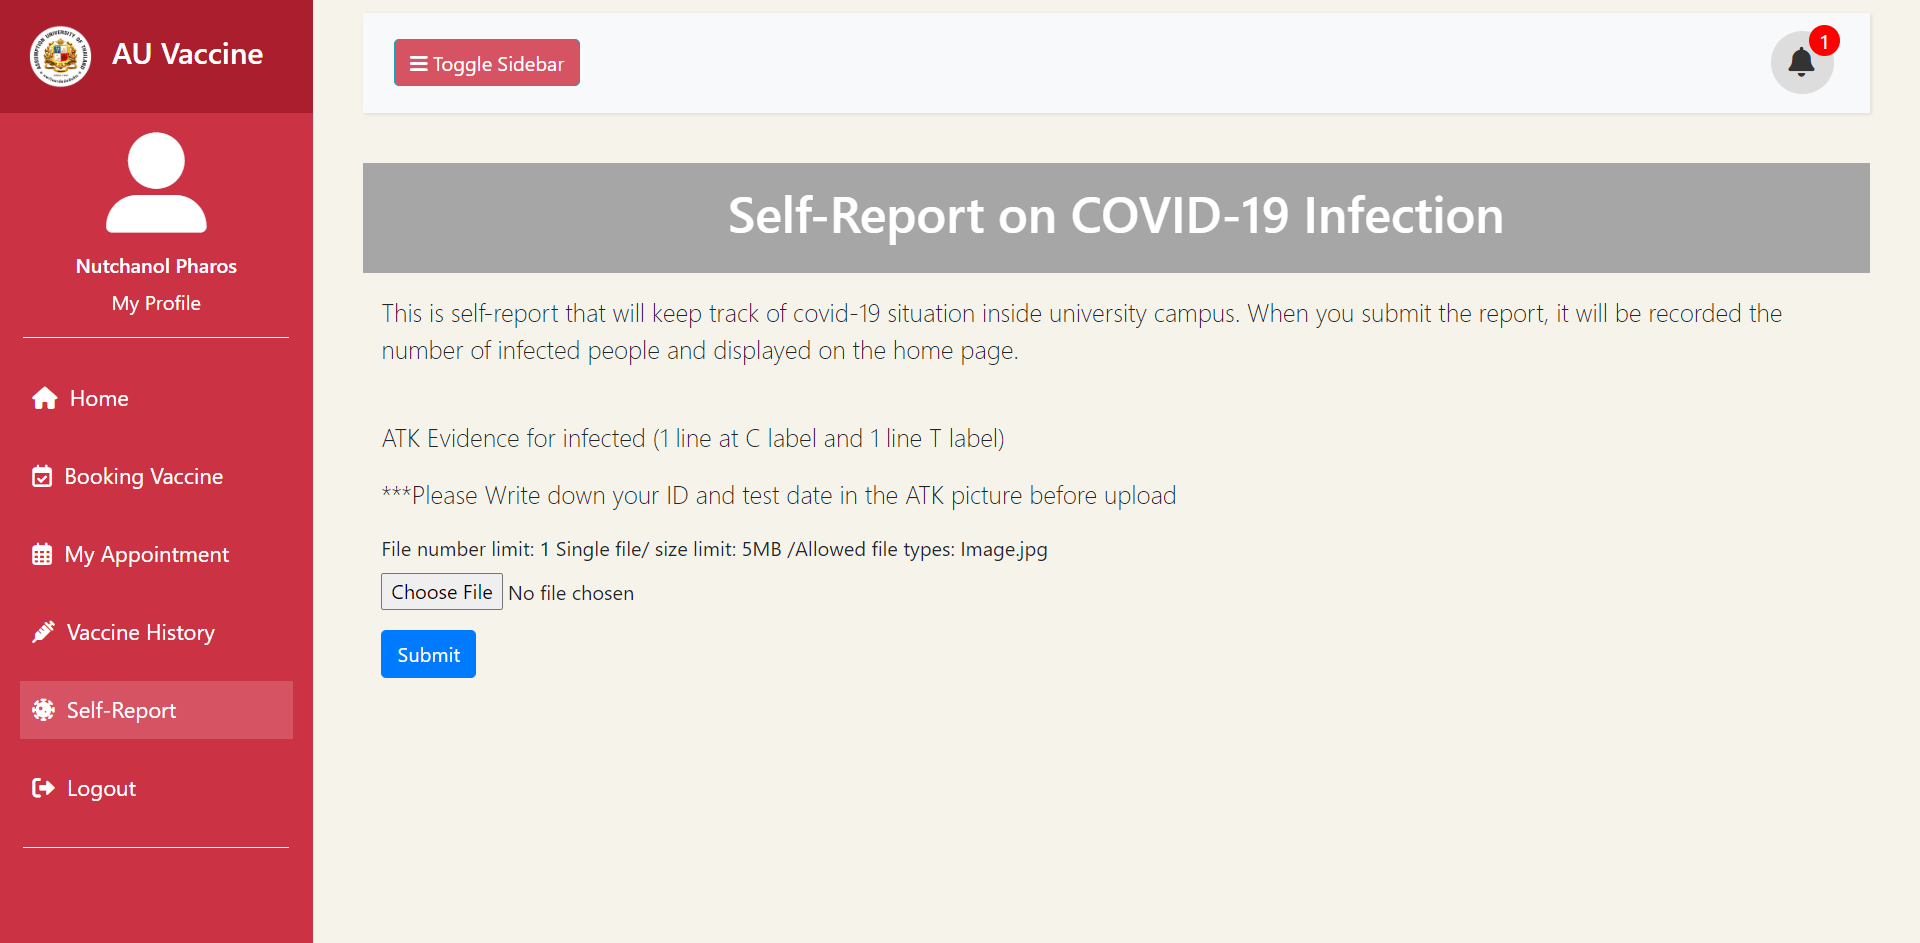 AU Vaccine
Nutchanol Pharos
My Profile
Home
Booking Vaccine
My Appointment
Vaccine History
Self-Report
Logout
Toggle Sidebar
1
Self-Report on COVID-19 Infection
This is self-report that will keep track of covid-19 situation inside university campus. When you submit the report, it will be recorded the
number of infected people and displayed on the home page.
ATK Evidence for infected (1 line at C label and 1 line T label)
***Please Write down your ID and test date in the ATK picture before upload
File number limit: 1 Single file/ size limit: 5MB /Allowed file types: Image.jpg
Choose File No file chosen
Submit